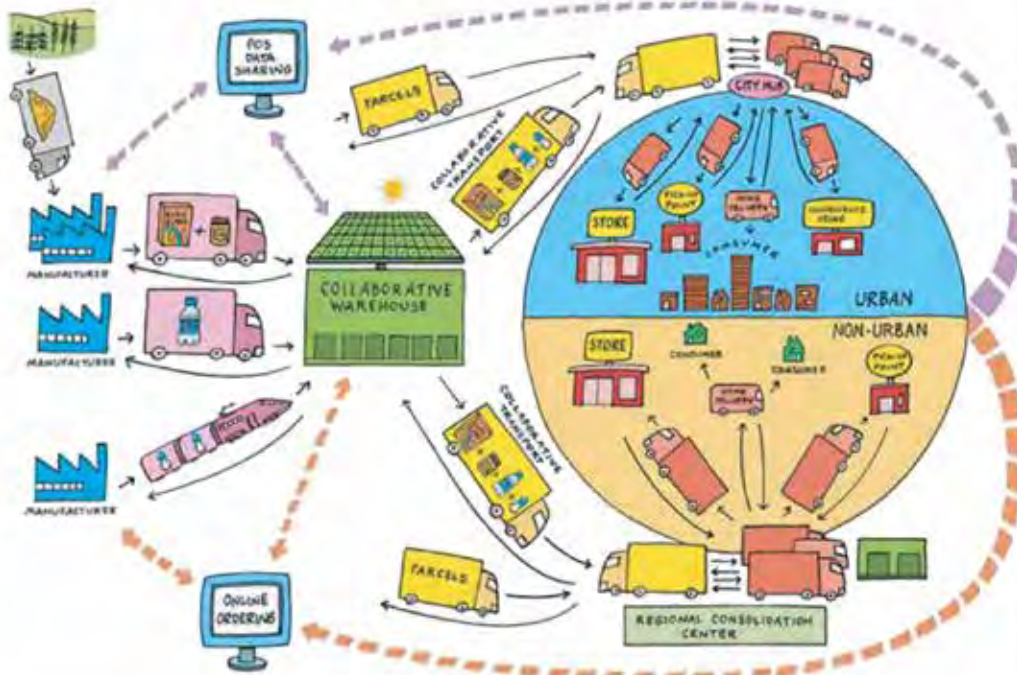 POS
DATA
SHARING
PARCELS
COLLABORATIVE
TRANSPORT
CITY HUB
STORE
PICK-UP
POINT
HOME
DELIVERY
CONVENIENCE
STORE
CONSUMER
URBAN
MANUFACTURER
+
COLLABORATIVE
WAREHOUSE
MANUFACTURER
NON-URBAN
STORE
CONSUMER
CONSUMER
PICK-UP
POINT
HOME
DELIVERY
COLLABORATIVE
TRANSPORT
MANUFACTURER
ONLINE
ORDERING
PARCELS
REGIONAL CONSOLIDATION
CENTER